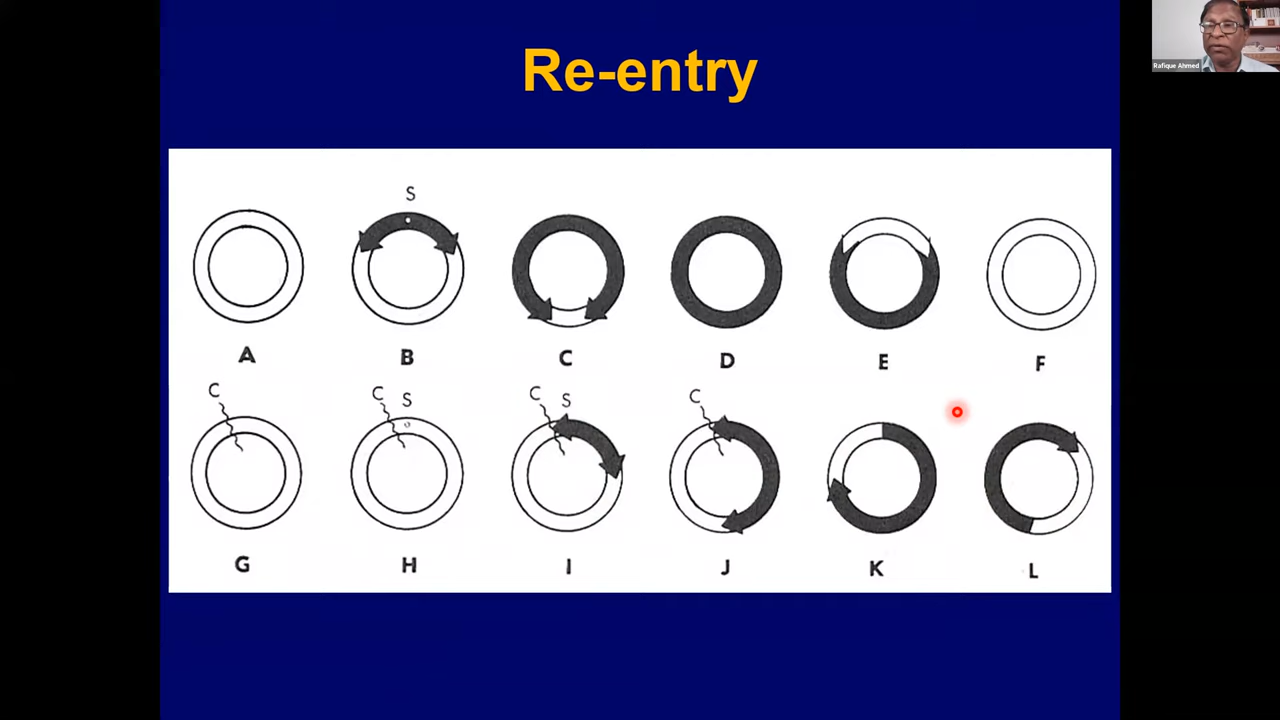 Re-entry
Rafique Ahmed
S
A B C D E F
C C S C S C
G H I J K L